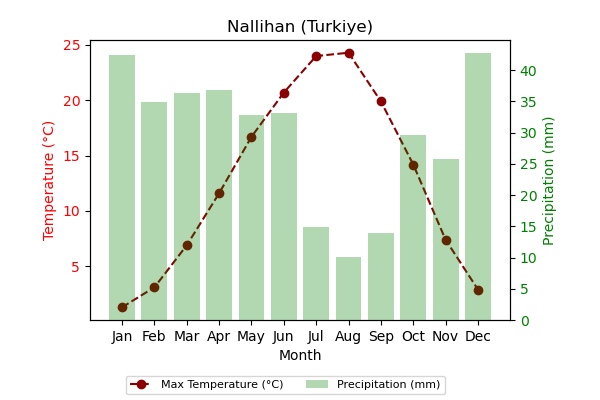 Nallihan (Turkiye)
25
20
15
10
5
Temperature (°C)
40
35
30
25
20
15
10
5
0
Precipitation (mm)
Jan Feb Mar Apr May Jun Jul Aug Sep Oct Nov Dec
Month
Max Temperature (°C) Precipitation (mm)